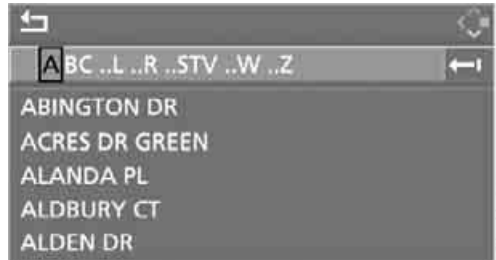 ABC ..L ..R ..STV ..W ..Z
ABINGTON DR
ACRES DR GREEN
ALANDA PL
ALDBURY CT
ALDEN DR